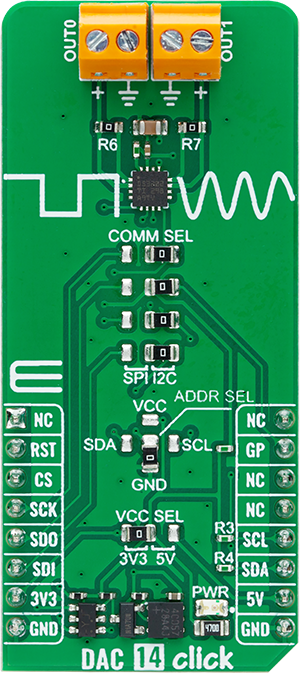 OUT0
OUT1
+ +
R6 R7
COMM SEL
SPI I2C
ADDR SEL
VCC
SDA SCL
GND
VCC SEL
3V3 5V
NC NC
RST GP
CS NC
SCK NC
SDO SCL
SDI SDA
3V3 5V
GND GND
R3
R4
PWR
4700
DAC 14 click